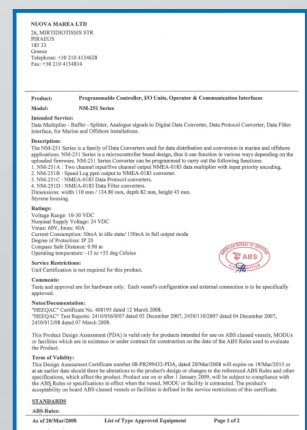 NUOVA MAREA LTD
26, MIRTIDIOTISSIS STR
PIRAEUS
185 33
Greece
Telephone: +30 210 4134628
Fax: +30 210 4134814
Product: Programmable Controller, I/O Units, Operator & Communication Interfaces
Model: NM-251 Series
Intended Service:
Data Multiplier - Buffer - Splitter, Analogue signals to Digital Data Converter, Data Protocol Converter, Data Filter
Interface, for Marine and Offshore installations.
Description:
The NM-251 Series is a family of Data Converters used for data distribution and conversion in marine and offshore
applications. NM-251 Series is a microcontroller based design, thus it can function in various ways depending on the
uploaded firmware. NM-251 Series Converter can be programmed to carry out the following functions:
1. NM-251A : Two channel input/five channel output NMEA-0183 data multiplier with input priority encoding.
2. NM-251B : Speed Log ppm output to NMEA-0183 converter.
3. NM-251C : NMEA-0183 Data Protocol converters.
4. NM-251D : NMEA-0183 Data Filter converters.
Dimensions: width 110 mm / 134.80 mm, depth 82 mm, height 43 mm.
Styrene housing.
Ratings:
Voltage Range: 10-30 VDC
Nominal Supply Voltage: 24 VDC
Vmax: 60V, Imax: 40A
Current Consumption: 50mA in idle state/ 150mA in full output mode
Degree of Protection: IP 20
Compass Safe Distance: 0.90 m
Operating temperature: -15 to +55 deg Celsius
ABS
Service Restrictions:
Unit Certification is not required for this product.
Comments:
Tests and approval are for hardware only. Each vessel's configuration and external connection is to be specifically
approved.
Notes/Documentation:
"HEEQAC" Certificate No. 400193 dated 12 March 2008.
"HEEQAC" Test Reports: 2410/056/8/07 dated 03 December 2007, 2450/110/2007 dated 04 December 2007,
2450/012/08 dated 07 March 2008.
This Product Design Assessment (PDA) is valid only for products intended for use on ABS classed vessels, MODUs
or facilities which are in existence or under contract for construction on the date of the ABS Rules used to evaluate
the Product.
Term of Validity:
This Design Assessment Certificate number 08-PR299432-PDA, dated 20/Mar/2008 will expire on 19/Mar/2013 or
at an earlier date should there be alterations to the product's design or changes to the referenced ABS Rules and other
specifications, which effect the product. Product use on or after 1 January 2009, will be subject to compliance with
the ABS Rules or specifications in effect when the vessel, MODU or facility is contracted. The product's
acceptability on board ABS-classed vessels or facilities is defined in the service restrictions of this certificate.
STANDARDS
ABS Rules:
As of 20/Mar/2008 List of Type Approved Equipment Page 1 of 2